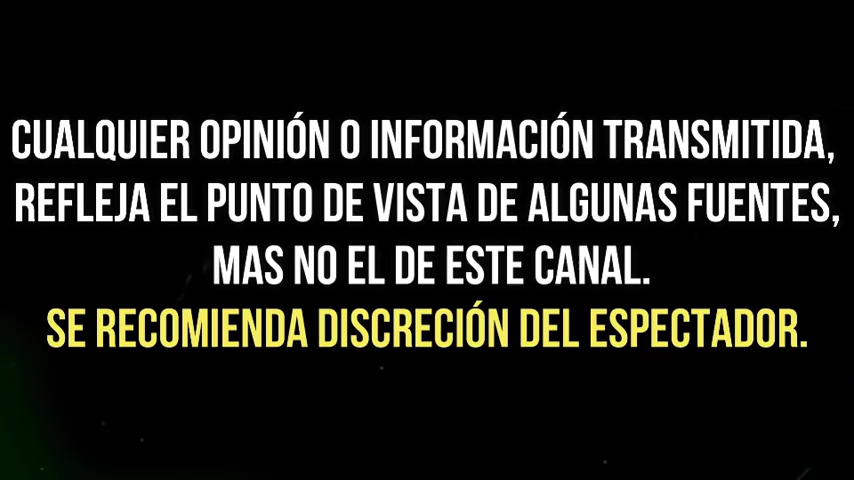 CUALQUIER OPINIÓN O INFORMACIÓN TRANSMITIDA,
REFLEJA EL PUNTO DE VISTA DE ALGUNAS FUENTES,
MAS NO EL DE ESTE CANAL.
SE RECOMIENDA DISCRECIÓN DEL ESPECTADOR.